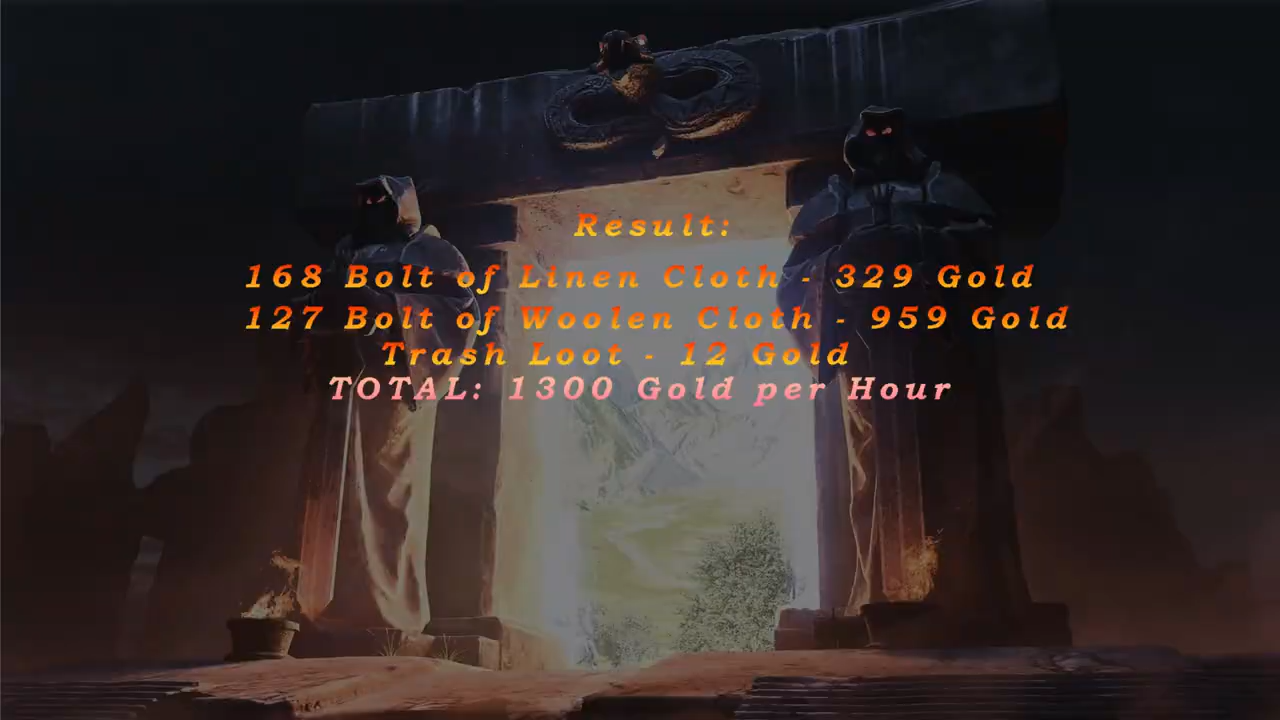 Result:
168 Bolt of Linen Cloth - 329 Gold
127 Bolt of Woolen Cloth - 959 Gold
Trash Loot - 12 Gold
TOTAL: 1300 Gold per Hour